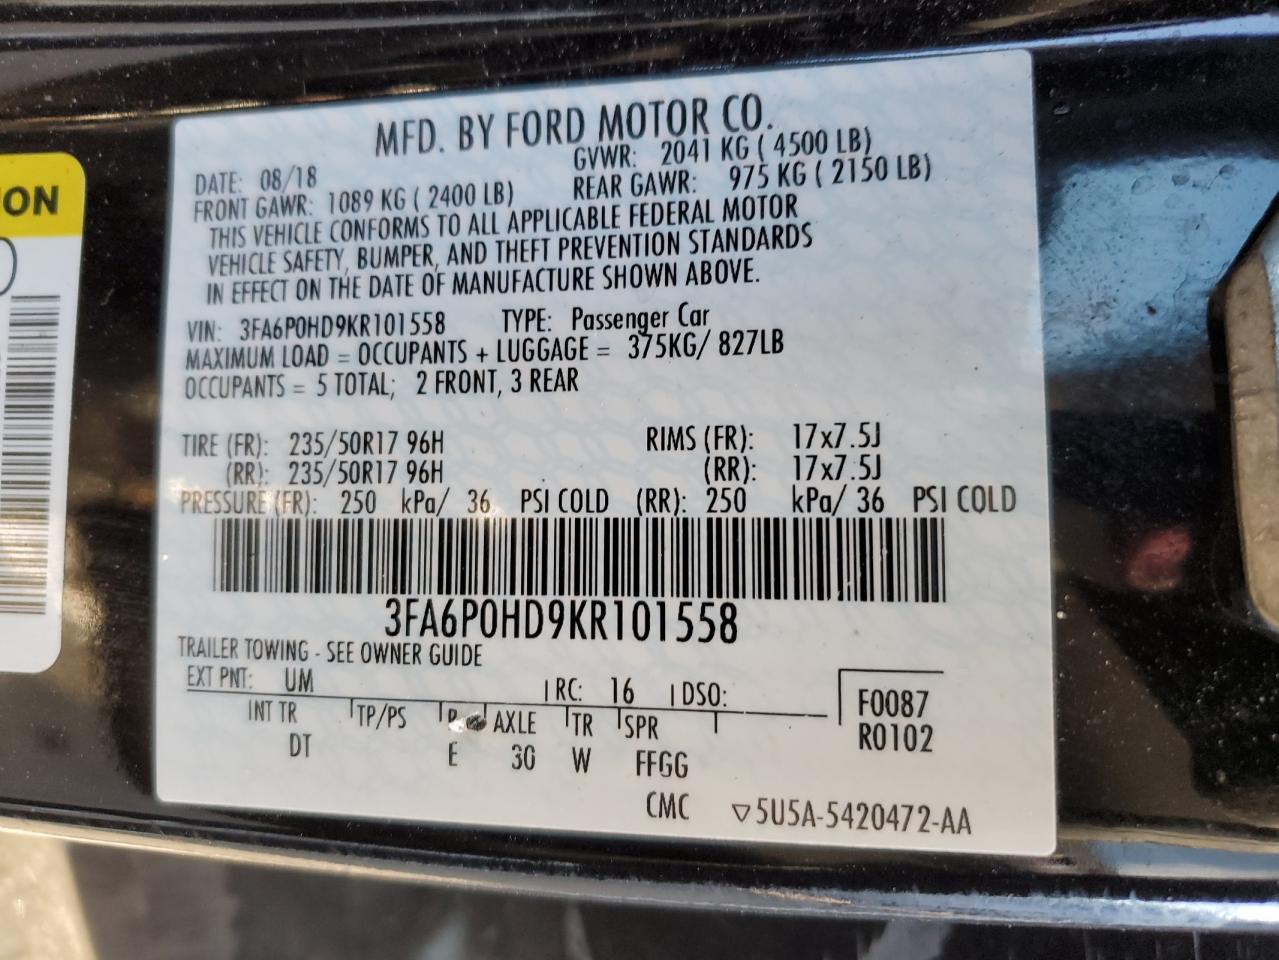 MFD. BY FORD MOTOR CO.
DATE: 08/18 GVWR: 2041 KG ( 4500 LB)
FRONT GAWR: 1089 KG ( 2400 LB) REAR GAWR: 975 KG ( 2150 LB)
THIS VEHICLE CONFORMS TO ALL APPLICABLE FEDERAL MOTOR
VEHICLE SAFETY, BUMPER, AND THEFT PREVENTION STANDARDS
IN EFFECT ON THE DATE OF MANUFACTURE SHOWN ABOVE.
VIN: 3FA6P0HD9KR101558 TYPE: Passenger Car
MAXIMUM LOAD = OCCUPANTS + LUGGAGE = 375KG/ 827LB
OCCUPANTS = 5 TOTAL; 2 FRONT, 3 REAR
TIRE (FR): 235/50R17 96H RIMS (FR): 17x7.5J
(RR): 235/50R17 96H (RR): 17x7.5J
PRESSURE (FR): 250 kPa/ 36 PSI COLD (RR): 250 kPa/ 36 PSI COLD
3FA6P0HD9KR101558
TRAILER TOWING - SEE OWNER GUIDE
EXT PNT: UM RC: 16 DSO:
INT TR TP/PS AXLE TR SPR
DT E 30 W FFGG
CMC
F0087
R0102
▽5U5A-5420472-AA
ION